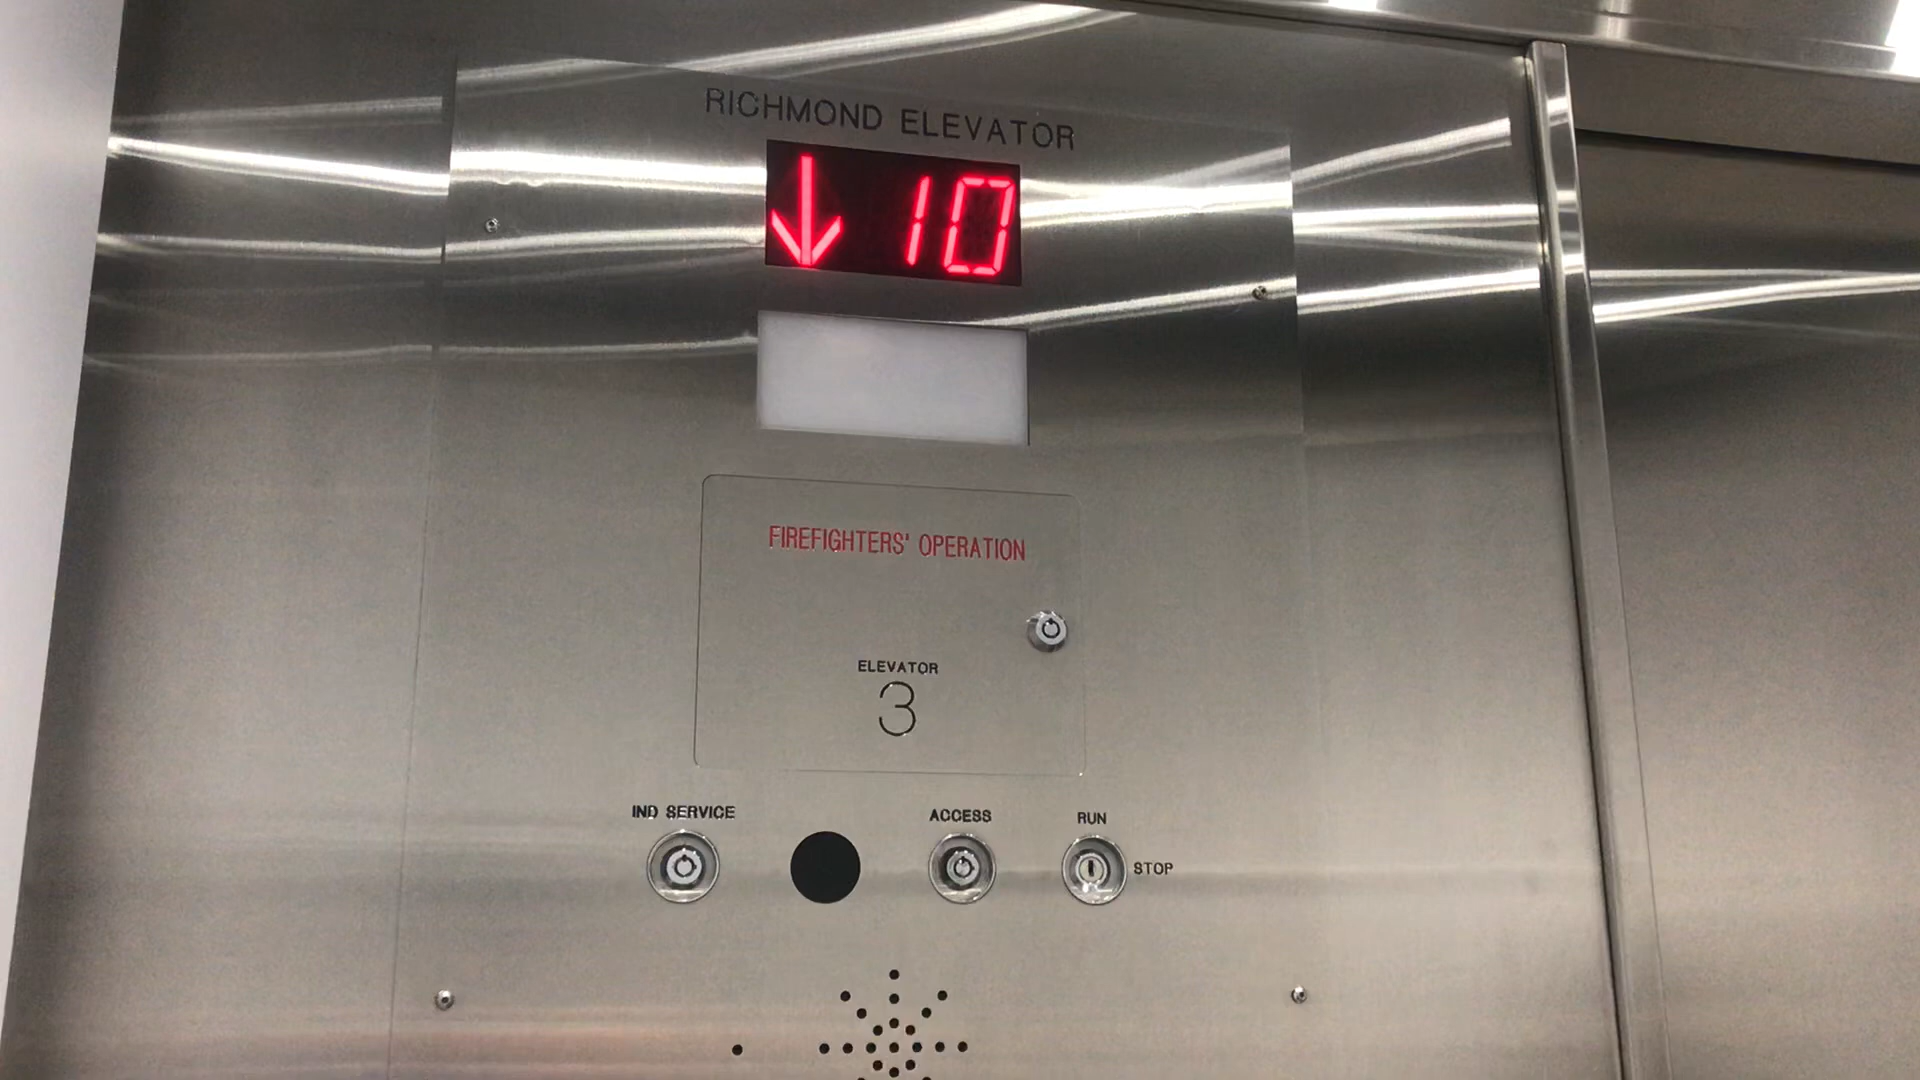 RICHMOND ELEVATOR
↓ 10
FIREFIGHTERS' OPERATION
ELEVATOR
3
IND SERVICE
ACCESS
RUN
STOP